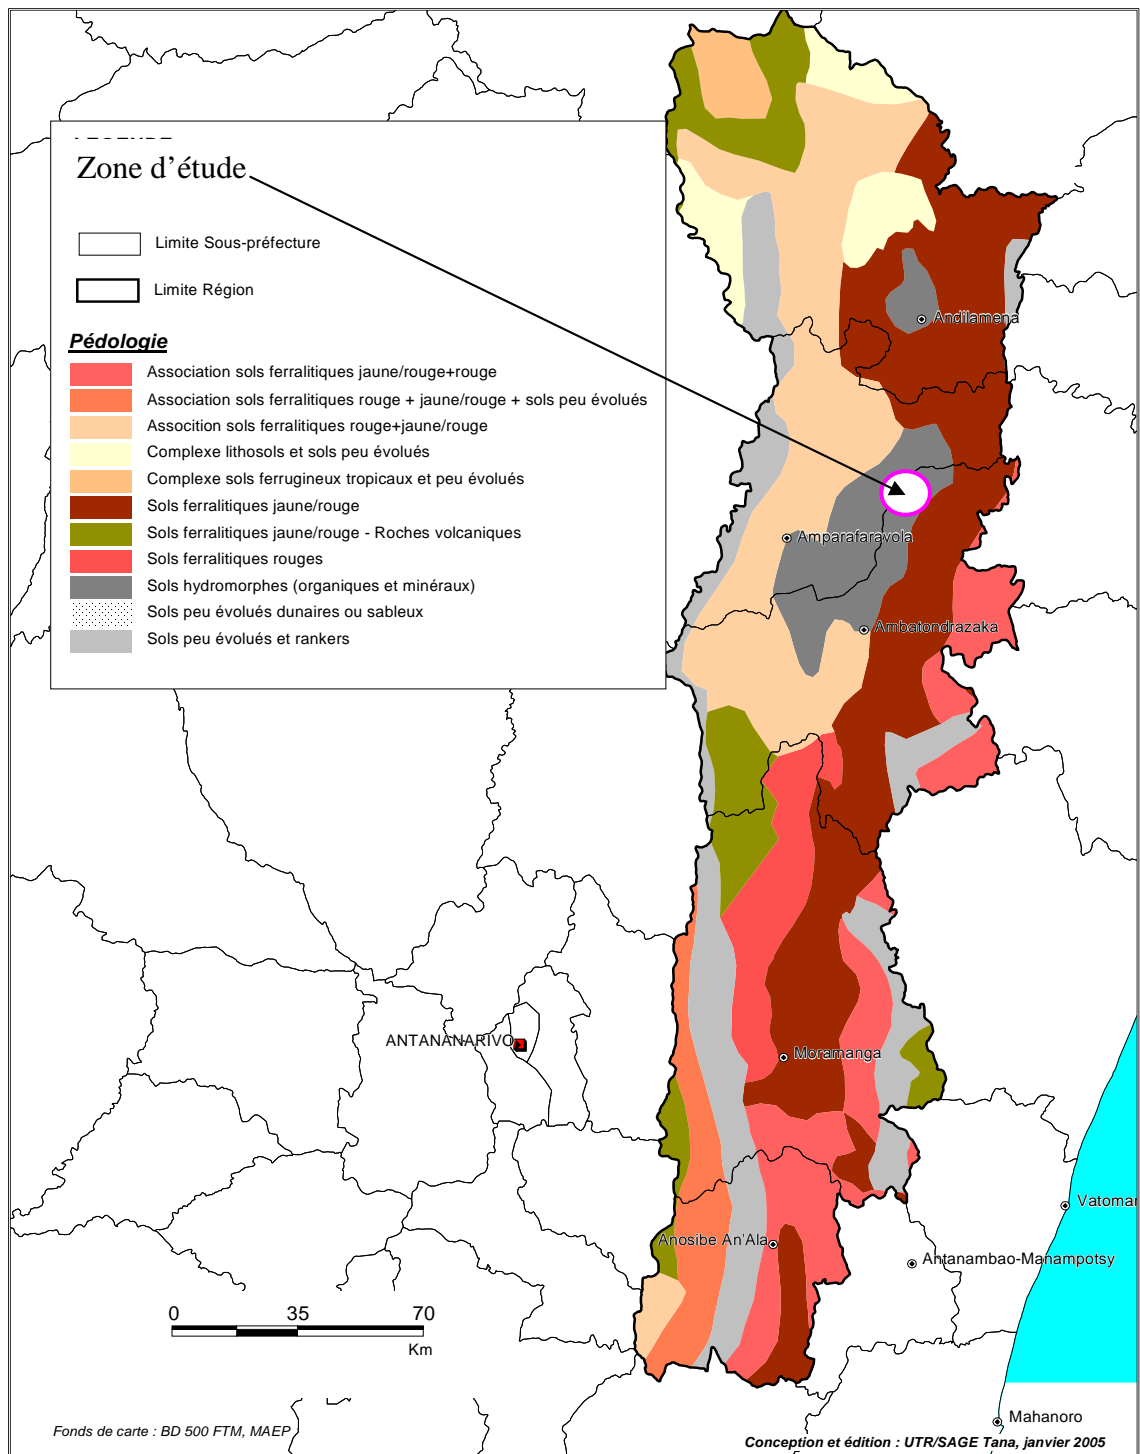 Zone d'étude
Limite Sous-préfecture
Limite Région
Pédologie
Association sols ferralitiques jaune/rouge+rouge
Association sols ferralitiques rouge + jaune/rouge + sols peu évolués
Assocition sols ferralitiques rouge+jaune/rouge
Complexe lithosols et sols peu évolués
Complexe sols ferrugineux tropicaux et peu évolués
Sols ferralitiques jaune/rouge
Sols ferralitiques jaune/rouge - Roches volcaniques
Sols ferralitiques rouges
Sols hydromorphes (organiques et minéraux)
Sols peu évolués dunaires ou sableux
Sols peu évolués et rankers
Andilamena
Amparafaravola
Ambatondrazaka
ANTANANARIVO
Moramanga
Vatoman
Anosibe An'Ala
Antanambao-Manampotsy
0 35 70
Km
Mahanoro
Fonds de carte : BD 500 FTM, MAEP
Conception et édition : UTR/SAGE Tana, janvier 2005